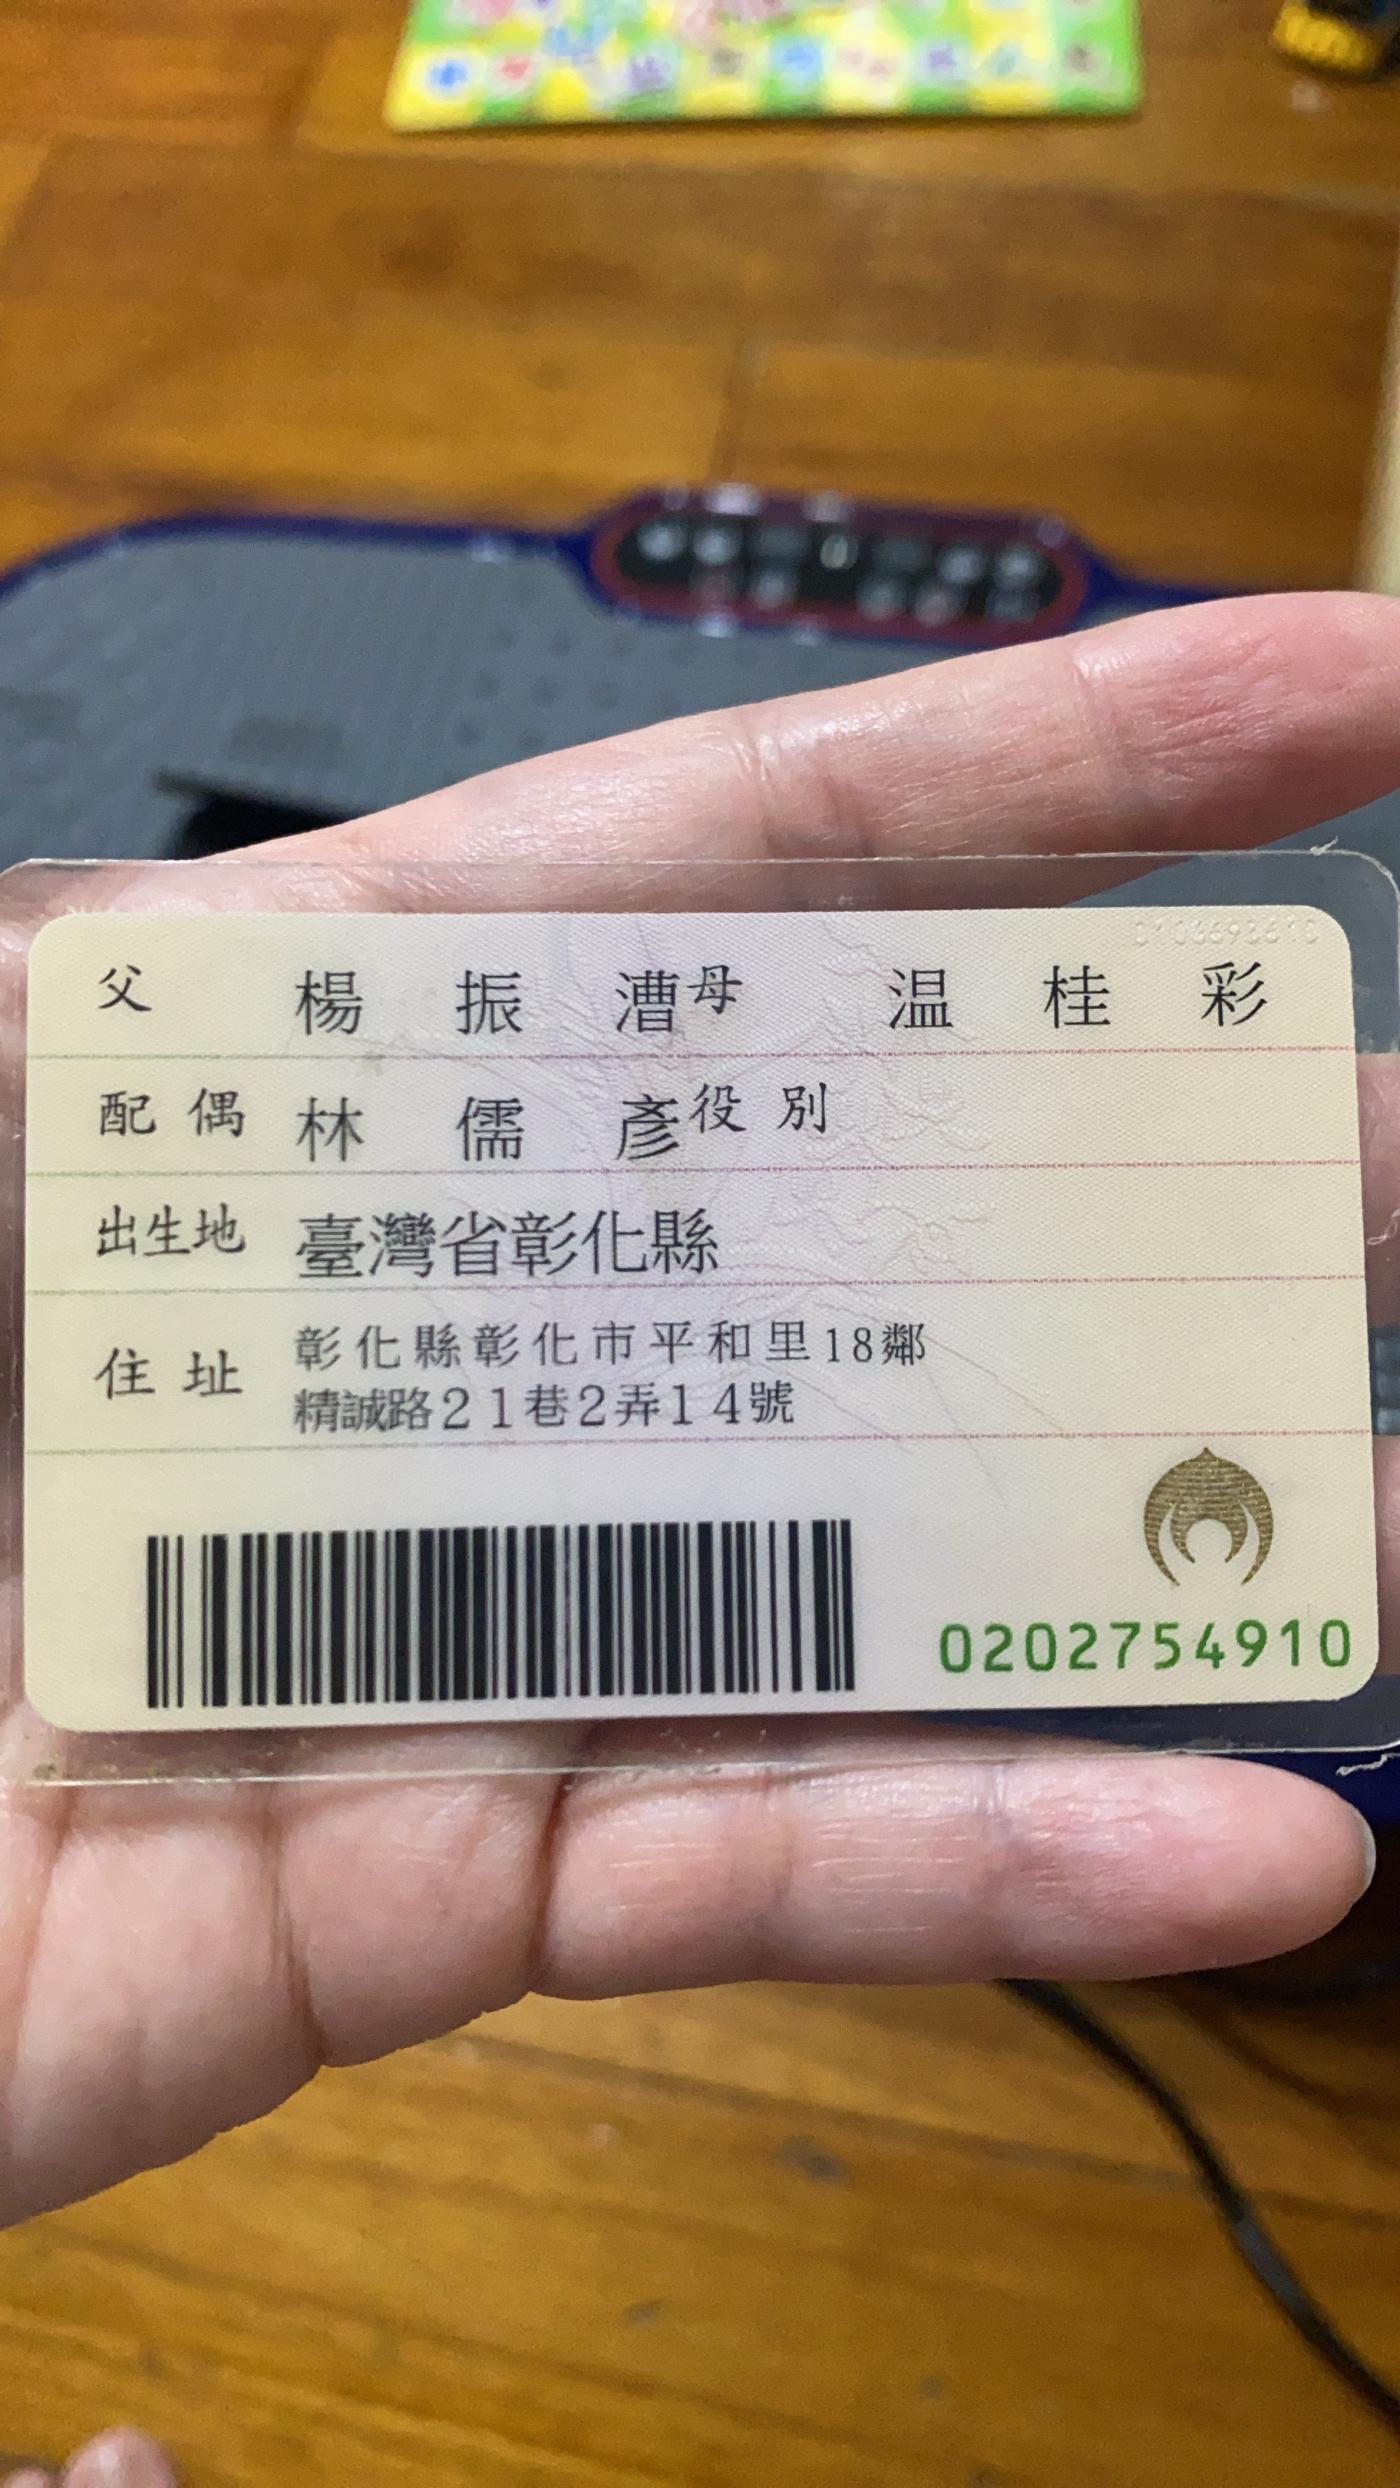 父 楊振漕 母 温桂彩
配偶 林儒彥 役別
出生地 臺灣省彰化縣
住址 彰化縣彰化市平和里18鄰
精誠路21巷2弄14號
0202754910